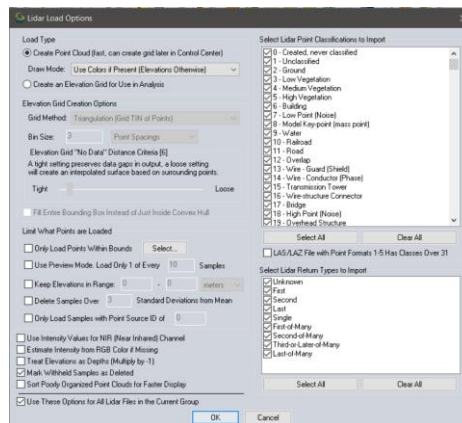 Lidar Load Options
Load Type
Create Point Cloud (fast, can create grid later in Control Center)
Draw Mode: Use Colors if Present (Elevations Otherwise)
Create an Elevation Grid for Use in Analysis
Elevation Grid Creation Options
Grid Method: Triangulation (Grid TIN of Points)
Bin Size: 3 Point Spacings
Elevation Grid "No Data" Distance Criteria [6]
A tight setting preserves data gaps in output, a loose setting
will create an interpolated surface based on surrounding points.
Tight Loose
Fill Entire Bounding Box Instead of Just Inside Convex Hull
Limit What Points are Loaded
Only Load Points Within Bounds Select...
Use Preview Mode. Load Only 1 of Every 10 Samples
Keep Elevations in Range: 0 - 0 meters
Delete Samples Over 3 Standard Deviations from Mean
Only Load Samples with Point Source ID of 0
Use Intensity Values for NIR (Near Infrared) Channel
Estimate Intensity from RGB Color if Missing
Treat Elevations as Depths (Multiply by -1)
Mark Withheld Samples as Deleted
Sort Poorly Organized Point Clouds for Faster Display
Use These Options for All Lidar Files in the Current Group
Select Lidar Point Classifications to Import
0 - Created, never classified
1 - Unclassified
2 - Ground
3 - Low Vegetation
4 - Medium Vegetation
5 - High Vegetation
6 - Building
7 - Low Point (Noise)
8 - Model Key-point (mass point)
9 - Water
10 - Railroad
11 - Road
12 - Overlap
13 - Wire - Guard (Shield)
14 - Wire - Conductor (Phase)
15 - Transmission Tower
16 - Wire-structure Connector
17 - Bridge
18 - High Point (Noise)
19 - Overhead Structure
Select All Clear All
LAS/LAZ File with Point Formats 1-5 Has Classes Over 31
Select Lidar Return Types to Import
Unknown
First
Second
Last
Single
First-of-Many
Second-of-Many
Third-or-Later-of-Many
Last-of-Many
Select All Clear All
OK Cancel